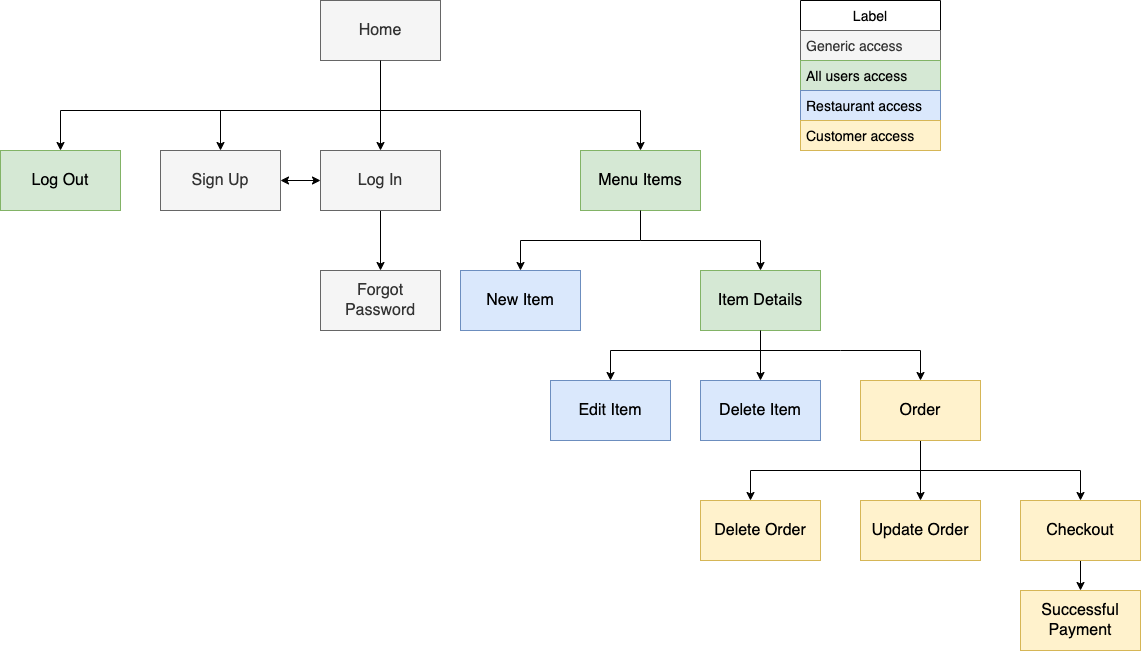 Home
Label
Generic access
All users access
Restaurant access
Customer access
Log Out
Sign Up
Log In
Menu Items
Forgot
Password
New Item
Item Details
Edit Item
Delete Item
Order
Delete Order
Update Order
Checkout
Successful
Payment